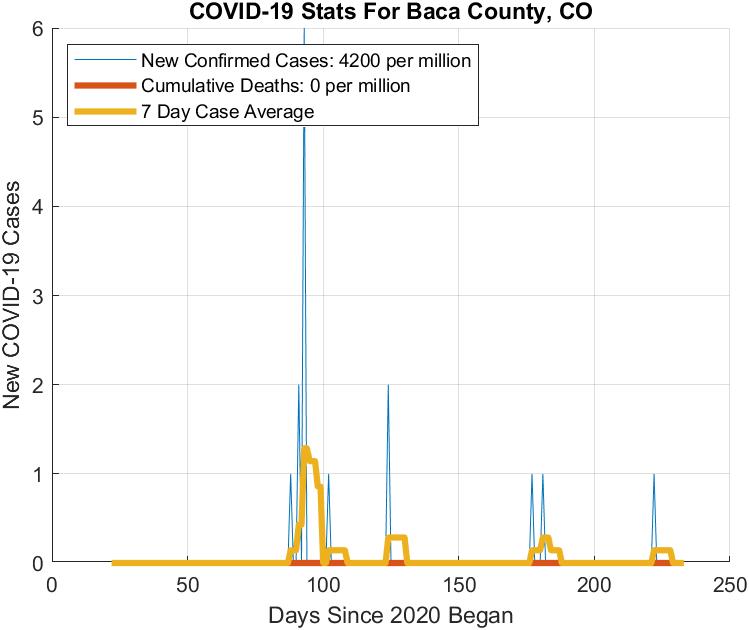 COVID-19 Stats For Baca County, CO
New Confirmed Cases: 4200 per million
Cumulative Deaths: 0 per million
7 Day Case Average
New COVID-19 Cases
6
5
4
3
2
1
0
0 50 100 150 200 250
Days Since 2020 Began